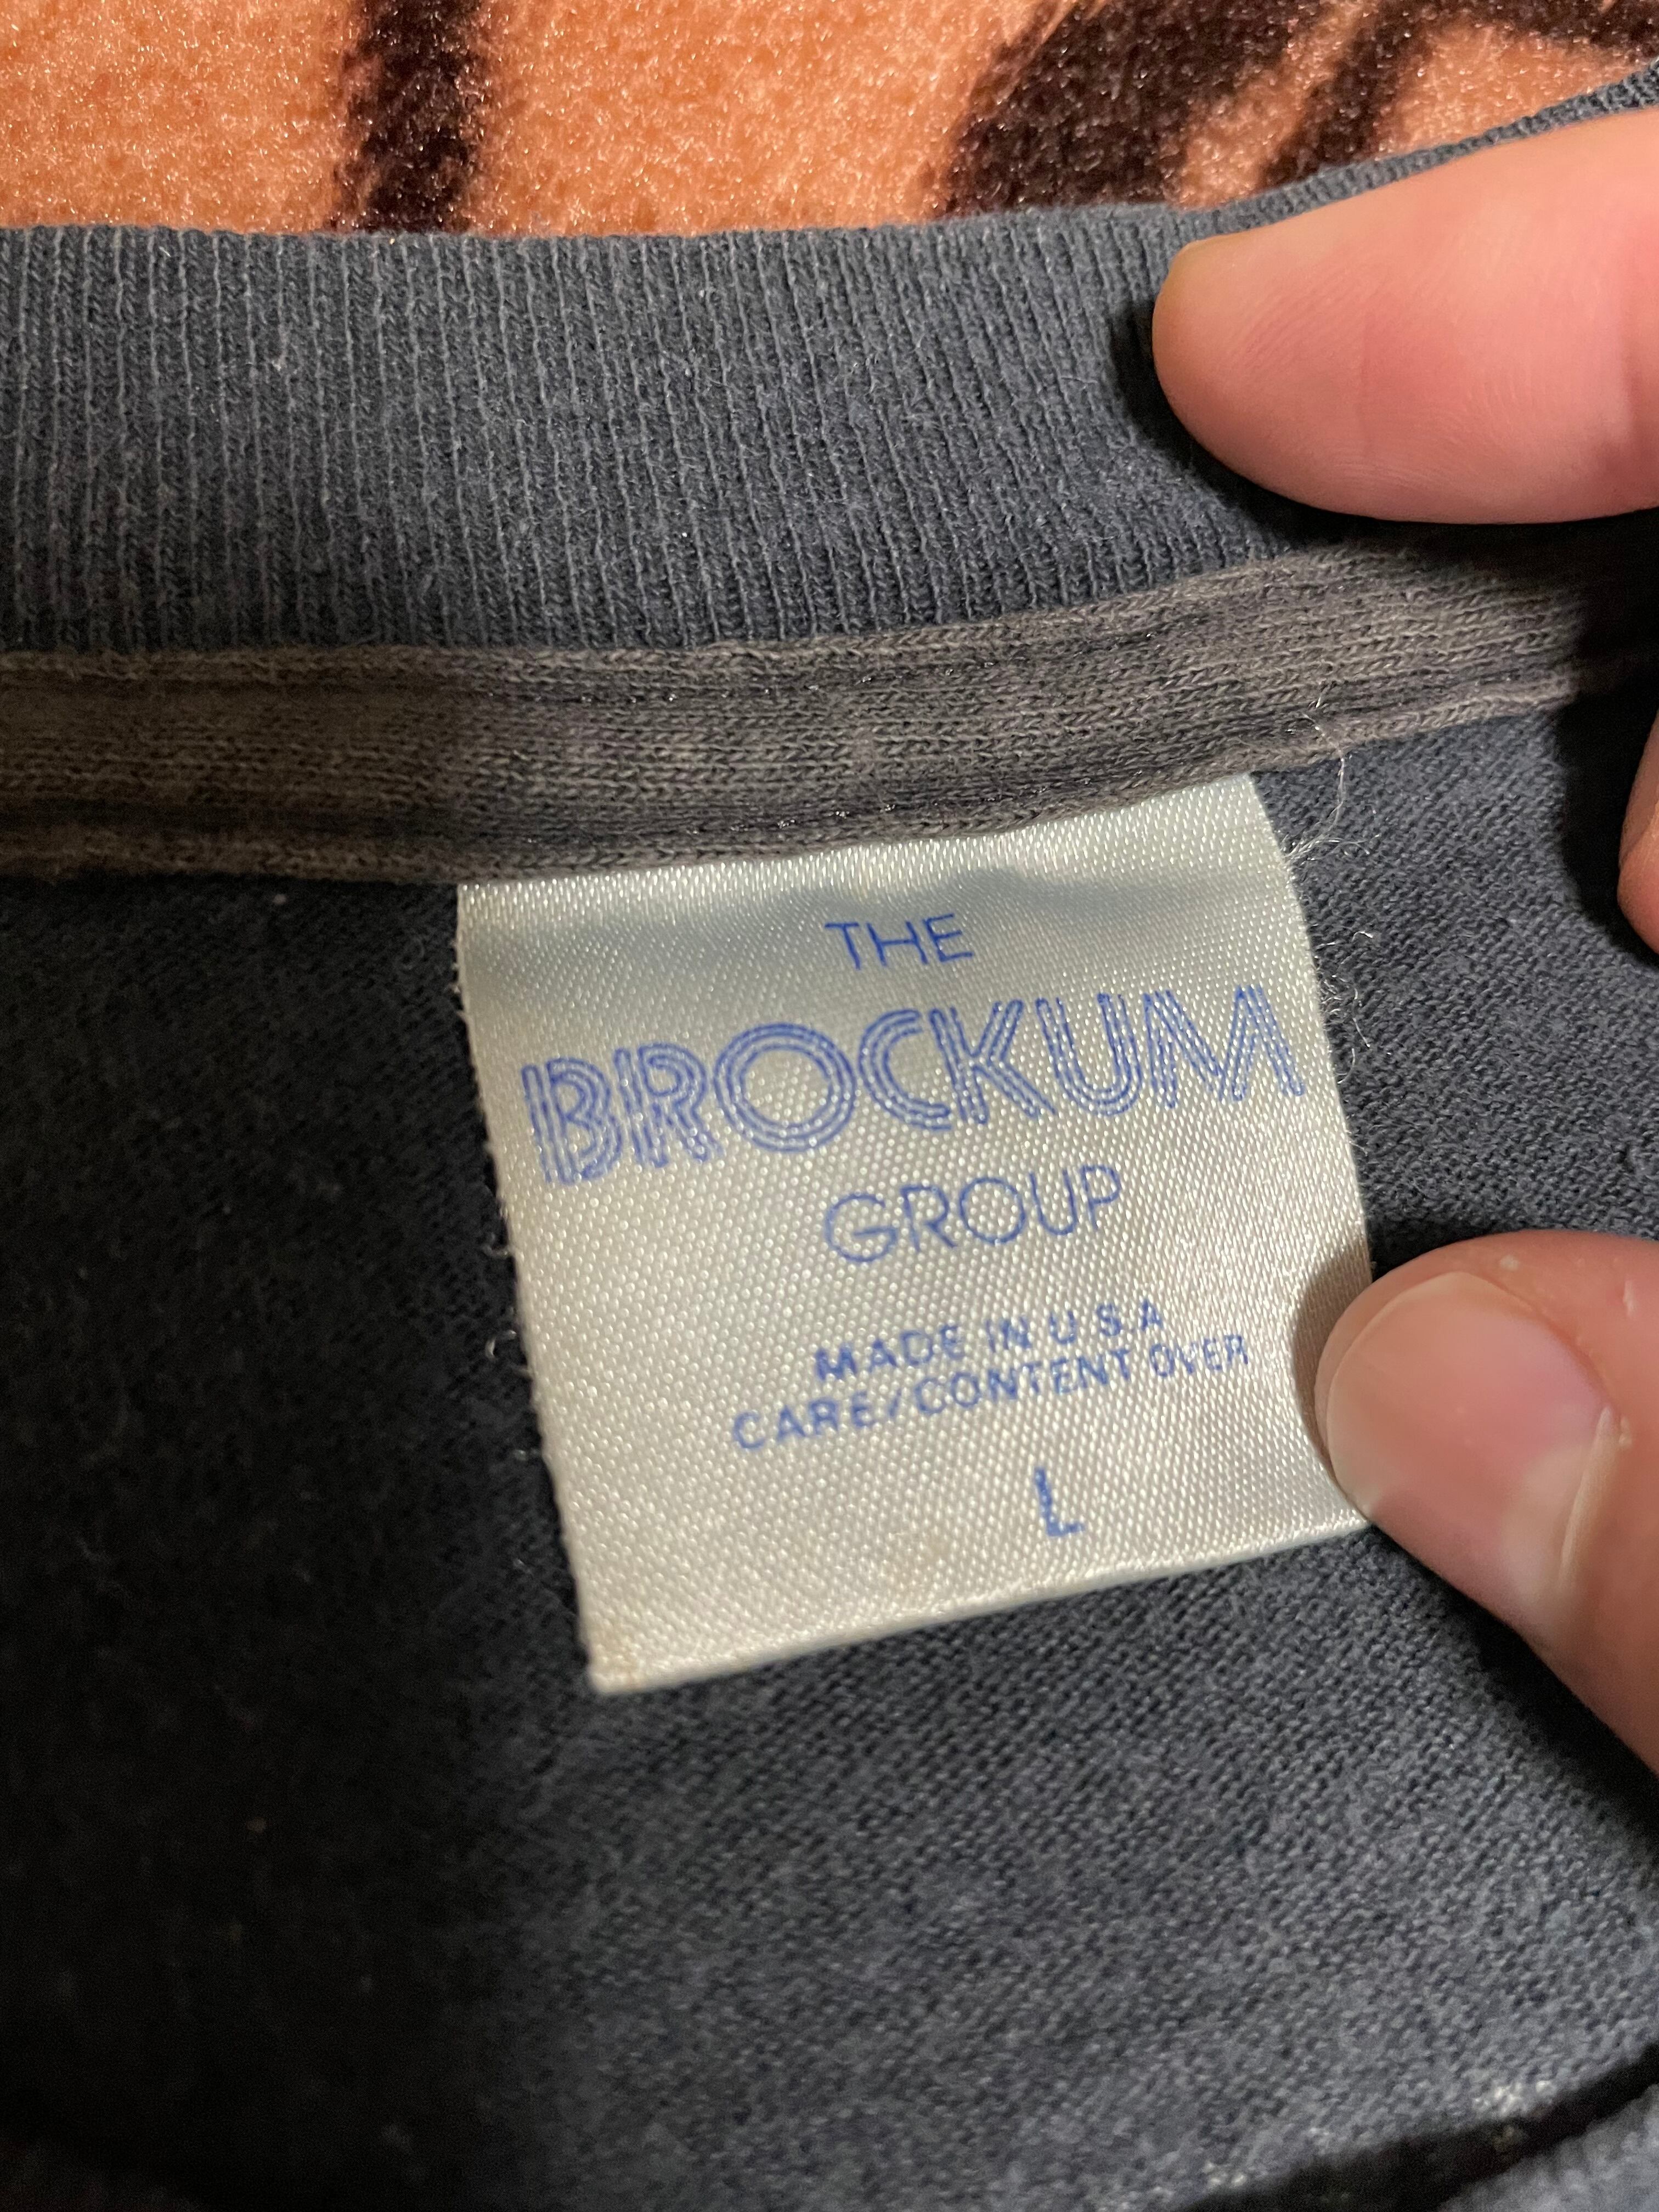 THE
BROCKUM
GROUP
MADE IN U.S.A
CARE/CONTENT OVER
L